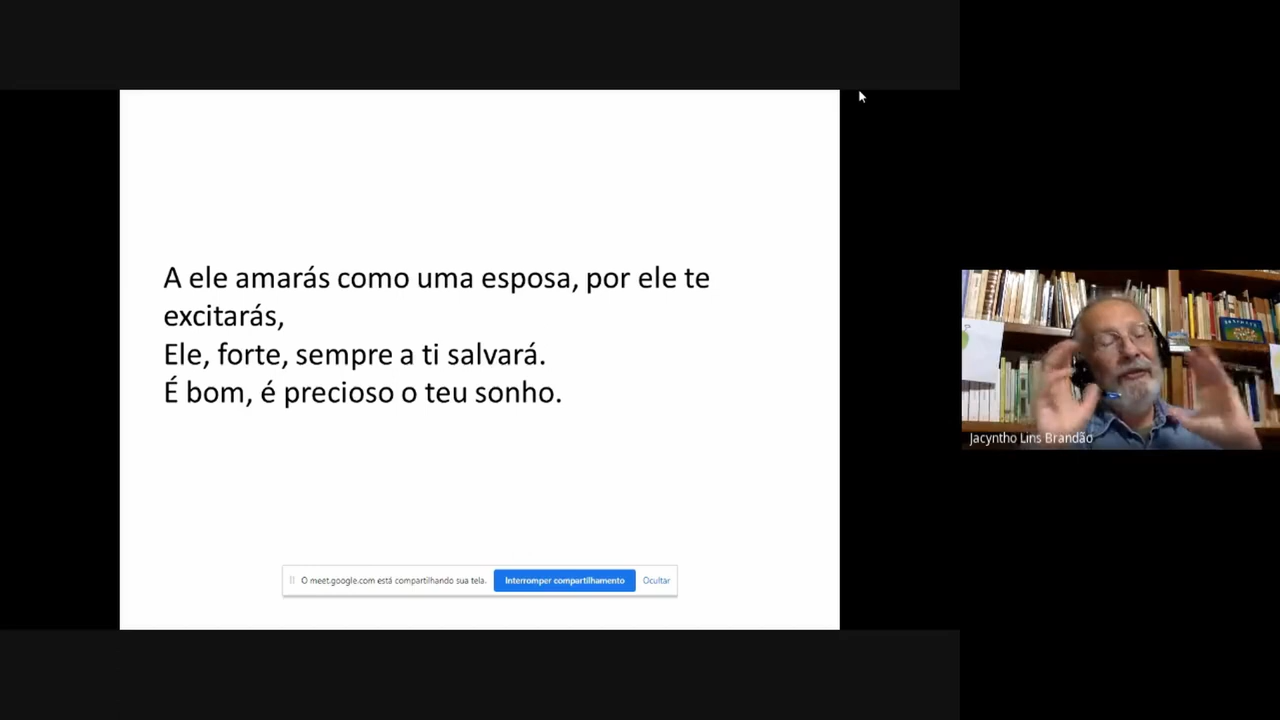 A ele amarás como uma esposa, por ele te
excitarás,
Ele, forte, sempre a ti salvará.
É bom, é precioso o teu sonho.
O meet.google.com está compartilhando sua tela.
Interromper compartilhamento
Ocultar
Jacyntho Lins Brandão